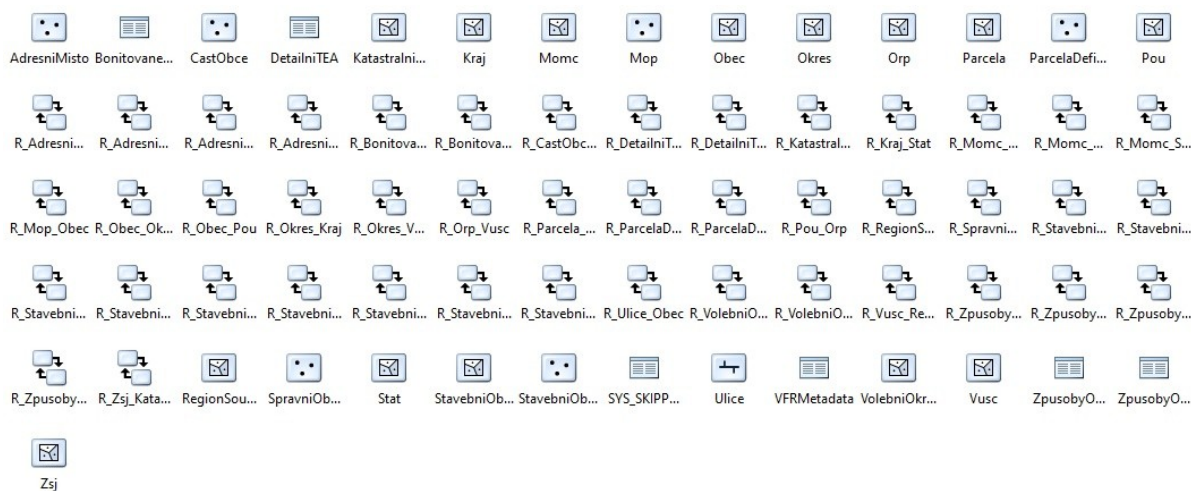 AdresniMisto Bonitovane... CastObce DetailniTEA Katastralni... Kraj Momc Mop Obec Okres Orp Parcela ParcelaDefi... Pou
R_Adresni... R_Adresni... R_Adresni... R_Adresni... R_Bonitova... R_Bonitova... R_CastObc... R_DetailniT... R_DetailniT... R_Katastral... R_Kraj_Stat R_Momc_... R_Momc_... R_Momc_S...
R_Mop_Obec R_Obec_Ok... R_Obec_Pou R_Okres_Kraj R_Okres_V... R_Orp_Vusc R_Parcela_... R_ParcelaD... R_ParcelaD... R_Pou_Orp R_RegionS... R_Spravni... R_Stavebni... R_Stavebni...
R_Stavebni... R_Stavebni... R_Stavebni... R_Stavebni... R_Stavebni... R_Stavebni... R_Stavebni... R_Ulice_Obec R_VolebniO... R_VolebniO... R_Vusc_Re... R_Zpusoby... R_Zpusoby... R_Zpusoby...
R_Zpusoby... R_Zsj_Kata... RegionSou... SpravniOb... Stat StavebniOb... StavebniOb... SYS_SKIPP... Ulice VFRMetadata VolebniOkr... Vusc ZpusobyO... ZpusobyO...
Zsj